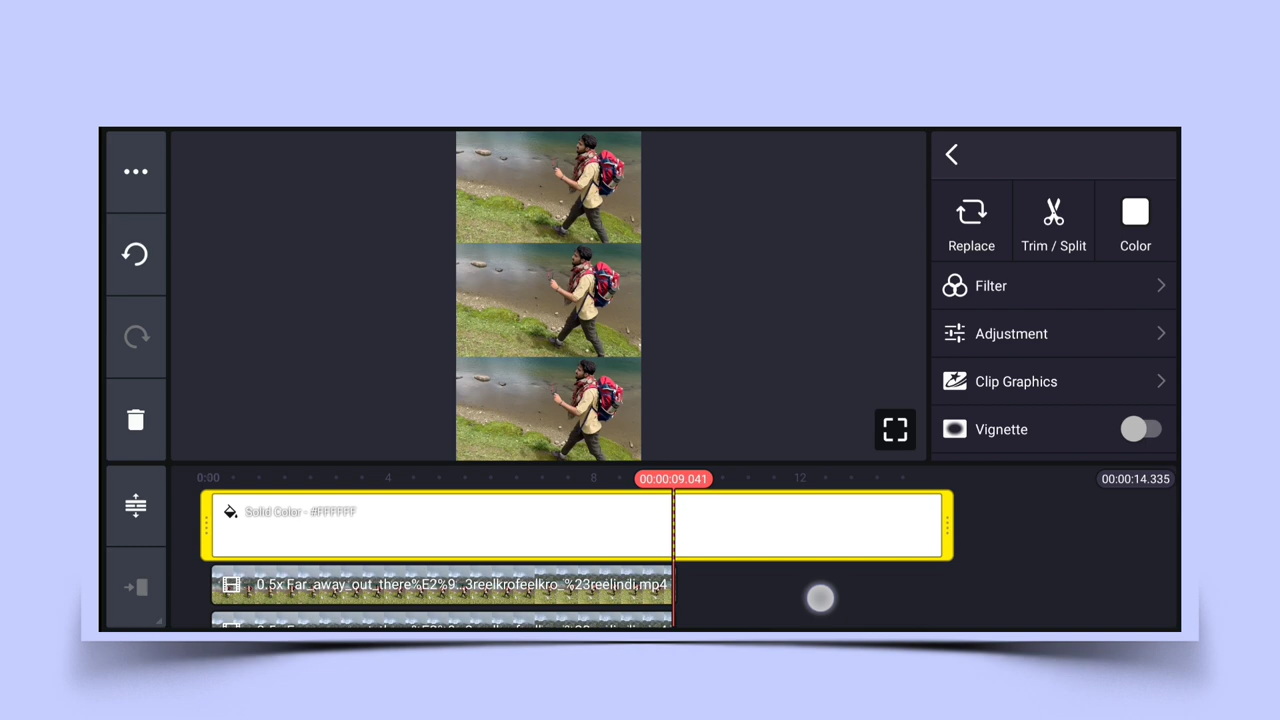 Replace
Trim / Split
Color
Filter
Adjustment
Clip Graphics
Vignette
0:00
4
8
00:00:09.041
12
00:00:14.335
Solid Color - #FFFFFF
0.5x Far_away_out_there%E2%9...3reelkrofeelkro_%23reelindi.mp4